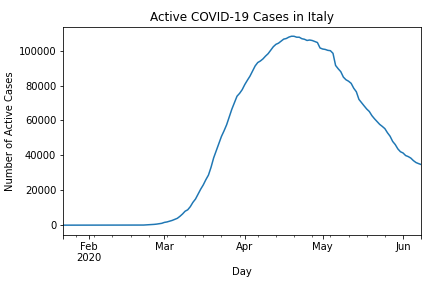 Active COVID-19 Cases in Italy
Number of Active Cases
100000
80000
60000
40000
20000
0
Feb
2020
Mar
Apr
May
Jun
Day